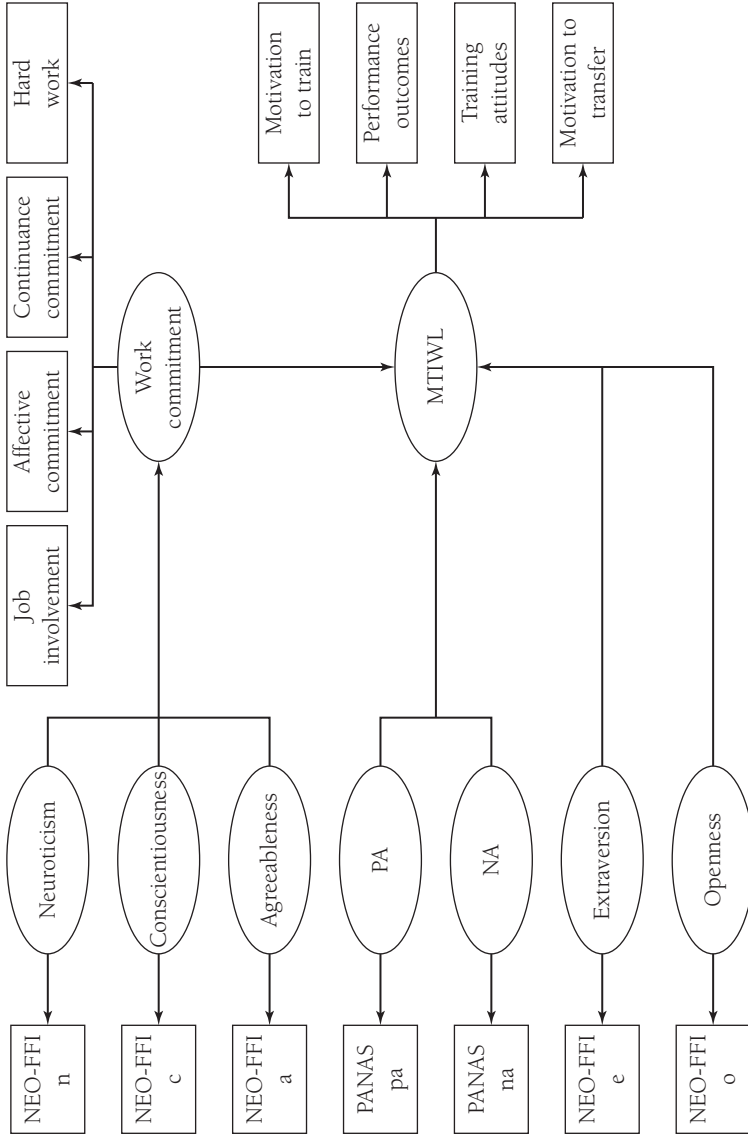 NEO-FFI
n
NEO-FFI
c
NEO-FFI
a
PANAS
pa
PANAS
na
NEO-FFI
e
NEO-FFI
o
Neuroticism
Conscientiousness
Agreeableness
PA
NA
Extraversion
Openness
Job
involvement
Affective
commitment
Continuance
commitment
Hard
work
Work
commitment
MTIWL
Motivation
to train
Performance
outcomes
Training
attitudes
Motivation to
transfer